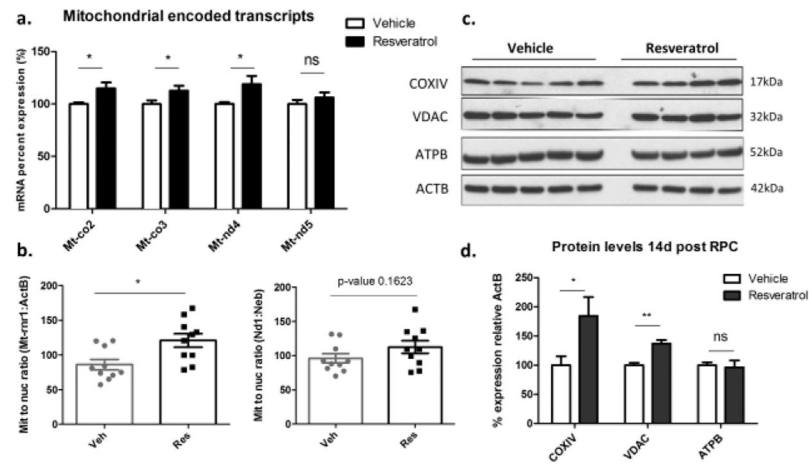 a.
Mitochondrial encoded transcripts
Vehicle
Resveratrol
mRNA percent expression (%)
150
100
50
0
*
*
*
ns
Mt-co2
Mt-co3
Mt-nd4
Mt-nd5
b.
Mit to nuc ratio (Mt-rnr1:ActB)
200
150
100
50
0
*
Veh
Res
Mit to nuc ratio (Nd1:Neb)
200
150
100
50
0
p-value 0.1623
Veh
Res
c.
Vehicle
Resveratrol
COXIV
17kDa
VDAC
32kDa
ATPB
52kDa
ACTB
42kDa
d.
Protein levels 14d post RPC
Vehicle
Resveratrol
% expression relative ActB
250
200
150
100
50
0
*
**
ns
COXIV
VDAC
ATPB